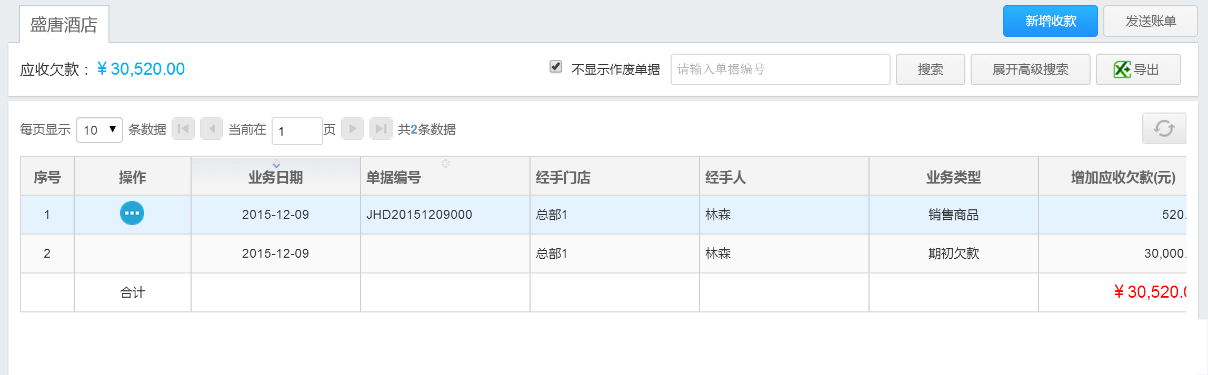 盛唐酒店 新增收款 发送账单
应收欠款：¥ 30,520.00 不显示作废单据 请输入单据编号 搜索 展开高级搜索 导出
每页显示 10 条数据 当前在 1 页 共2条数据
序号 操作 业务日期 单据编号 经手门店 经手人 业务类型 增加应收欠款(元)
1 2015-12-09 JHD20151209000 总部1 林森 销售商品 520.
2 2015-12-09 总部1 林森 期初欠款 30,000.
合计 ¥ 30,520.0